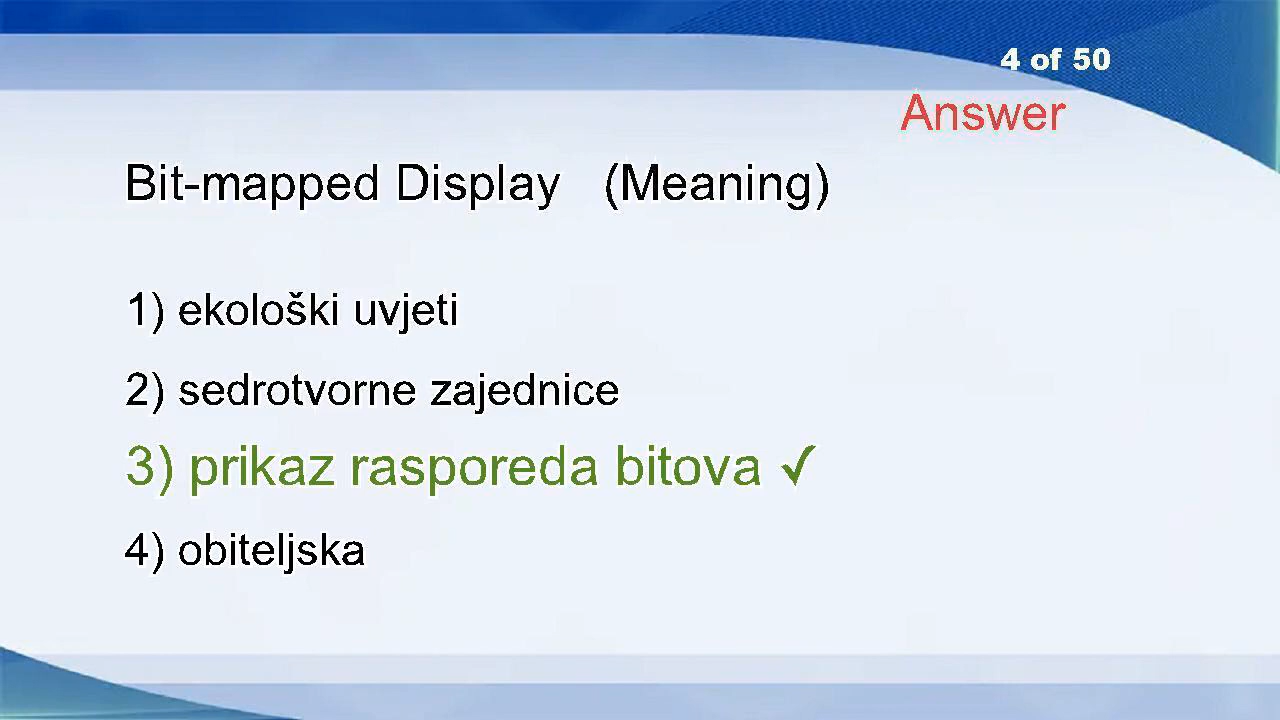 4 of 50
Answer
Bit-mapped Display (Meaning)
1) ekološki uvjeti
2) sedrotvorne zajednice
3) prikaz rasporeda bitova ✓
4) obiteljska